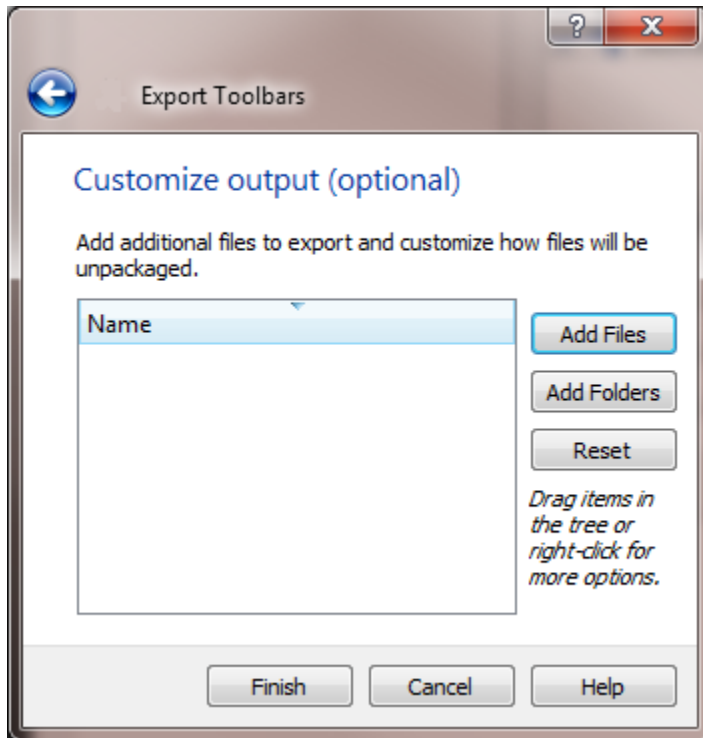 ?
X
Export Toolbars
Customize output (optional)
Add additional files to export and customize how files will be
unpackaged.
Name
Add Files
Add Folders
Reset
Drag items in
the tree or
right-click for
more options.
Finish
Cancel
Help